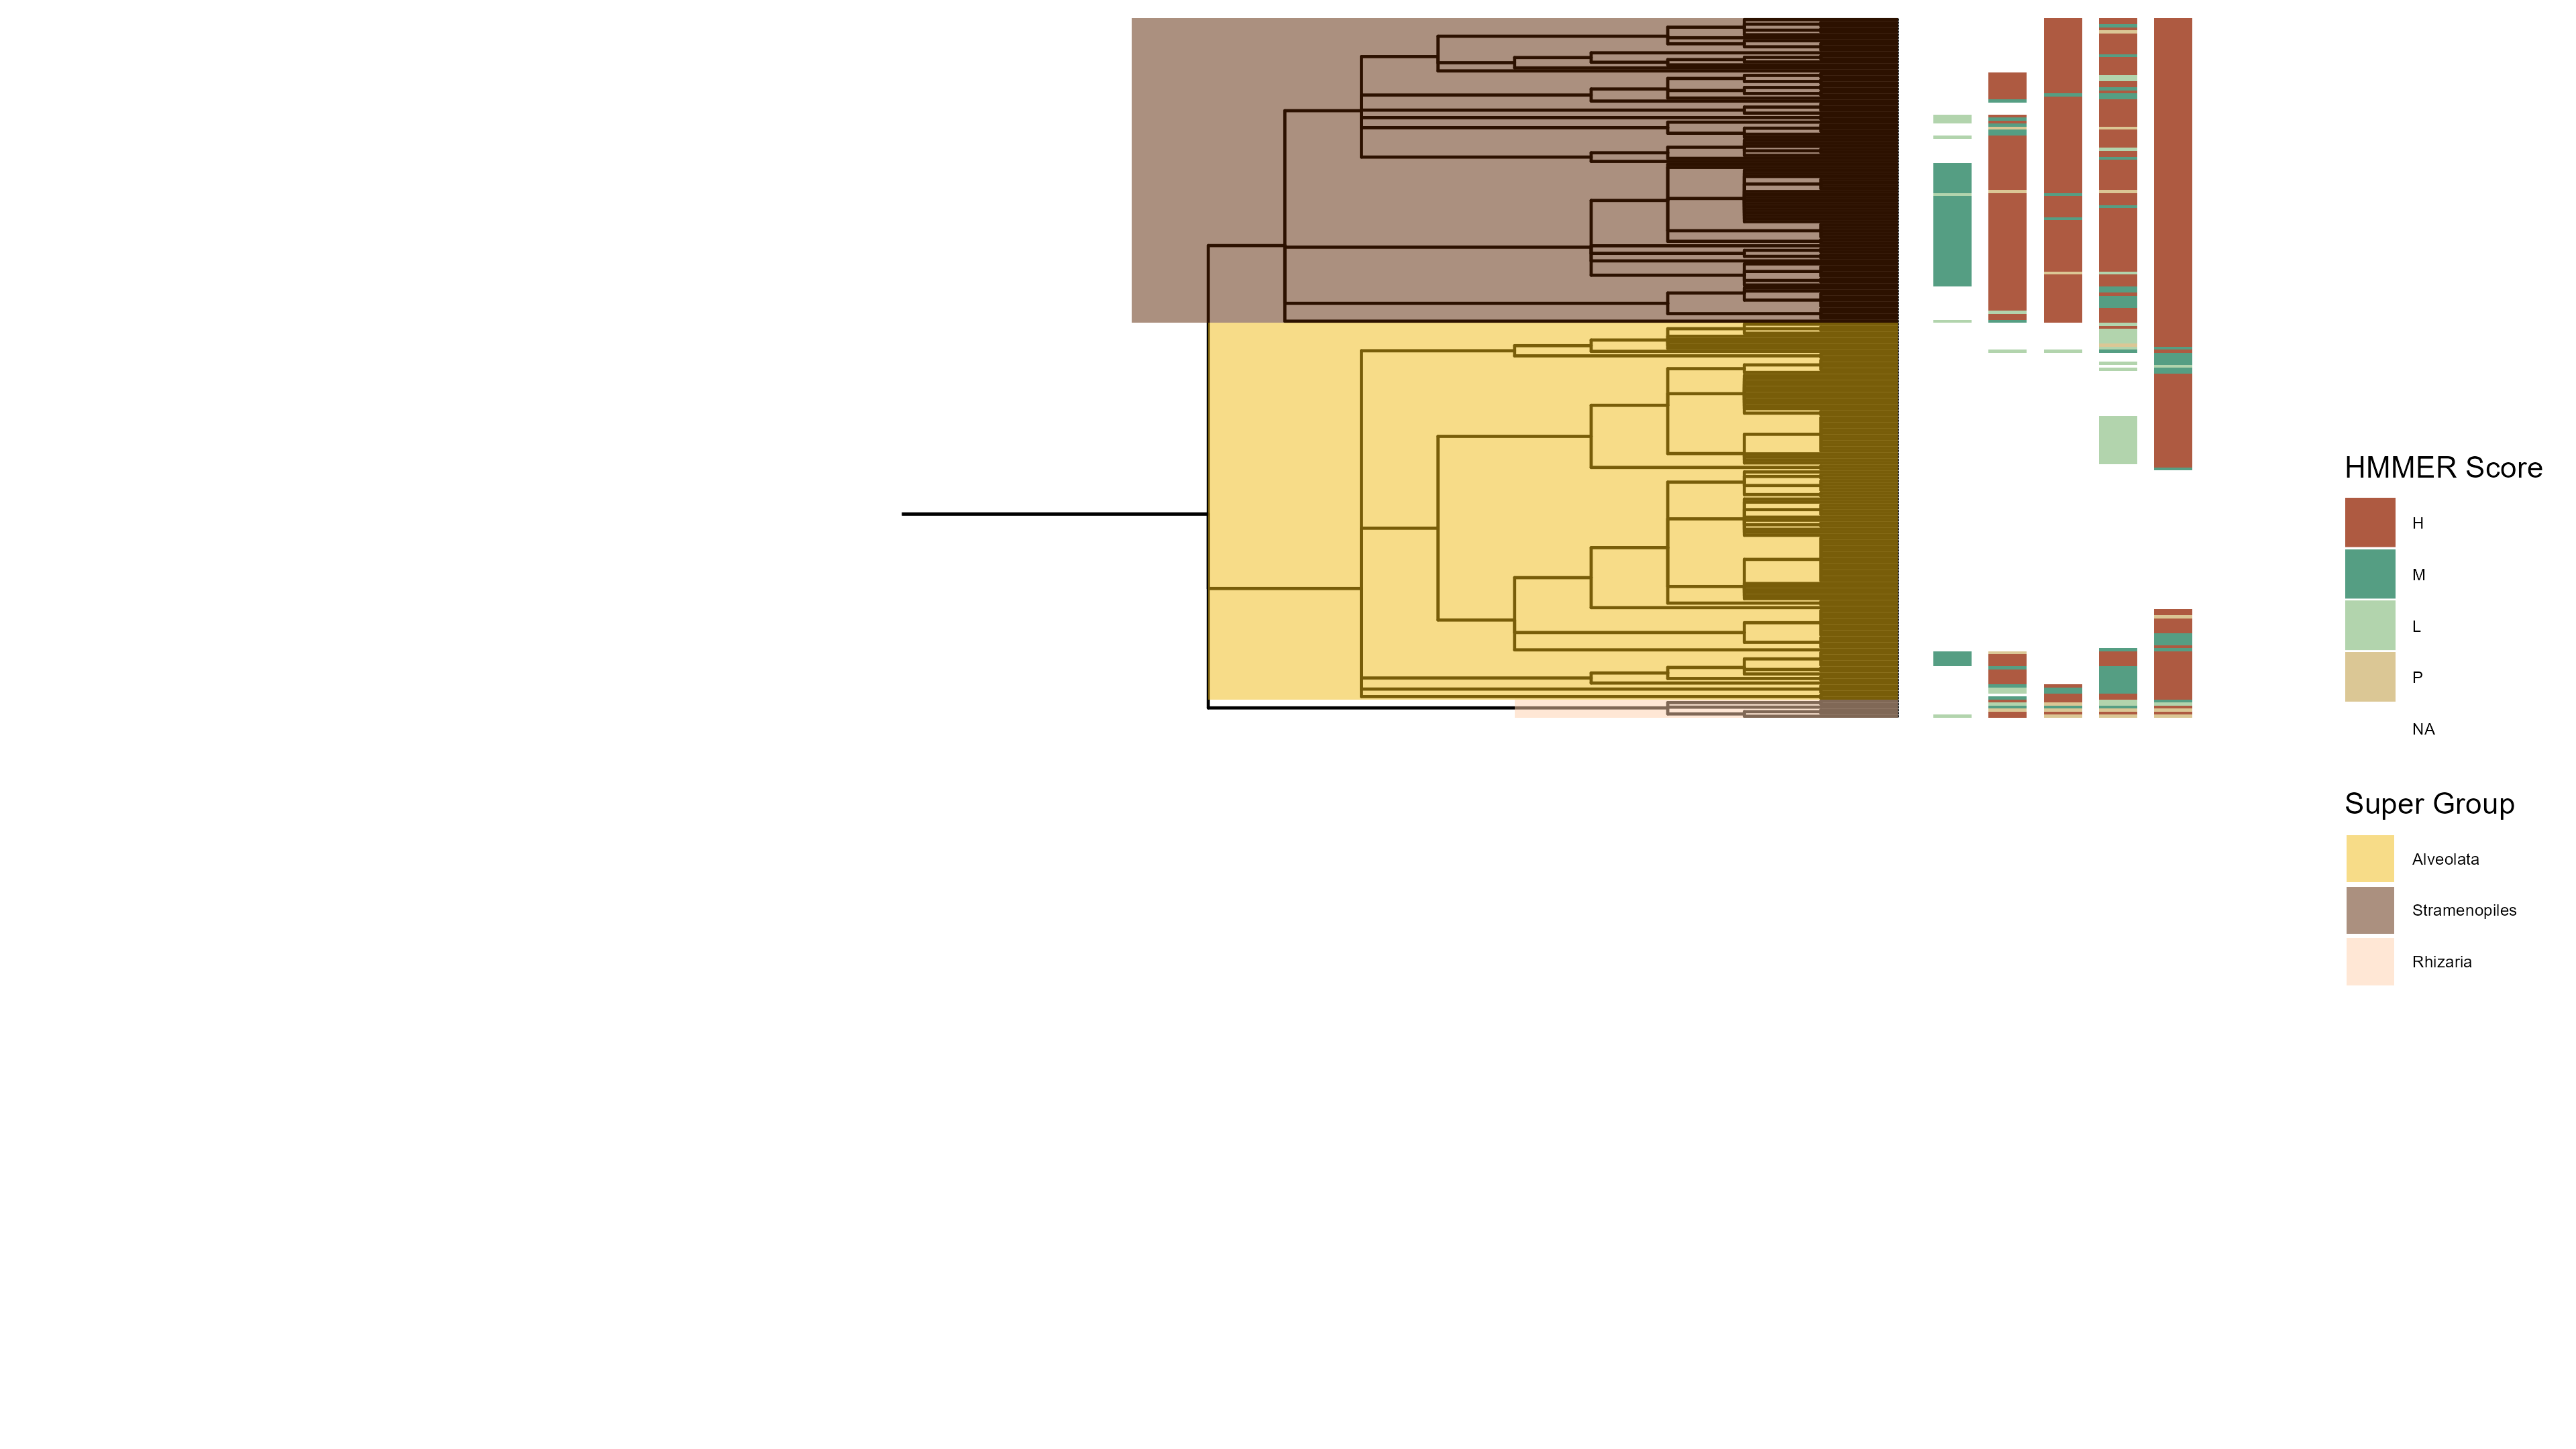 HMMER Score
H
M
L
P
NA
Super Group
Alveolata
Stramenopiles
Rhizaria